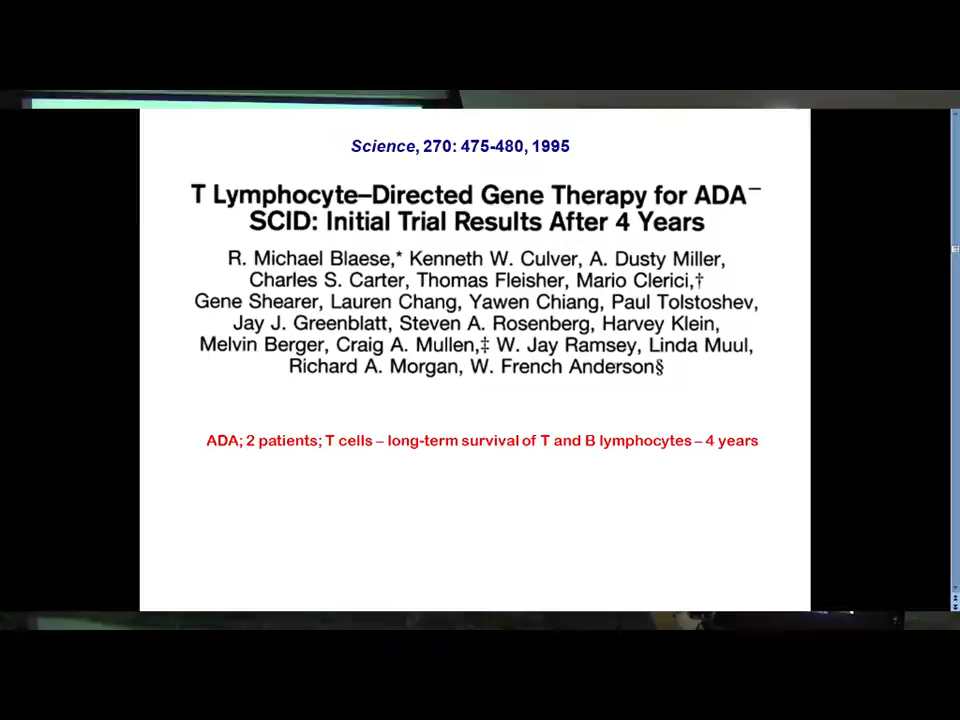 Science, 270: 475-480, 1995
T Lymphocyte–Directed Gene Therapy for ADA⁻
SCID: Initial Trial Results After 4 Years
R. Michael Blaese,* Kenneth W. Culver, A. Dusty Miller,
Charles S. Carter, Thomas Fleisher, Mario Clerici,†
Gene Shearer, Lauren Chang, Yawen Chiang, Paul Tolstoshev,
Jay J. Greenblatt, Steven A. Rosenberg, Harvey Klein,
Melvin Berger, Craig A. Mullen,‡ W. Jay Ramsey, Linda Muul,
Richard A. Morgan, W. French Anderson§
ADA; 2 patients; T cells – long-term survival of T and B lymphocytes – 4 years